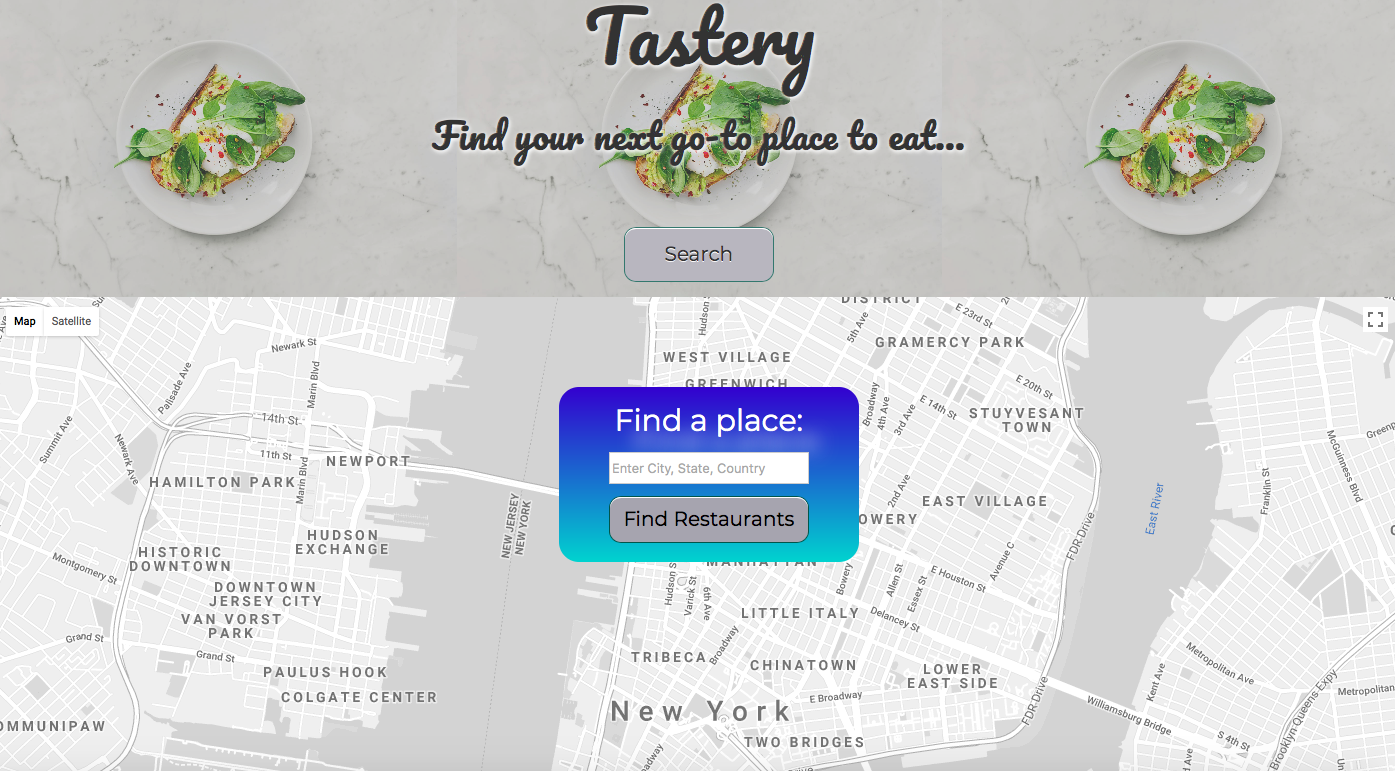 Tastery
Find your next go-to place to eat...
Search
Map
Satellite
DISTRICT
E 23rd St
5th Ave
Hudson S
GRAMERCY PARK
Newark St
WEST VILLAGE
GREENWICH
Palisade Ave
Marin Blvd
E 20th St
Broadway
4th Ave
3rd Ave
E 14th St
STUYVESANT
TOWN
14th St
Summit Ave
Newark Ave
11th St
NEWPORT
Marin Blvd
HAMILTON PARK
Find a place:
Enter City, State, Country
Find Restaurants
2nd Ave
EAST VILLAGE
OWERY
East River
Franklin St
McGuinness Blvd
Greenp
NEW JERSEY
NEW YORK
HUDSON
EXCHANGE
HISTORIC
DOWNTOWN
Montgomery St
DOWNTOWN
JERSEY CITY
VAN VORST
PARK
Grand St
Grand St
PAULUS HOOK
COLGATE CENTER
OMMUNIPAW
MANHATTAN
Hudson S
Varick St
6th Ave
Bowery
Allen St
Essex St
E Houston St
Avenue C
FDR Drive
LITTLE ITALY
Delancey St
TRIBECA
Broadway
CHINATOWN
LOWER
EAST SIDE
E Broadway
FDR Drive
New York
TWO BRIDGES
Broadway
Williamsburg Bridge
Kent Ave
Metropolitan Ave
Metropolitan
S 4th St
Brooklyn Queens Expy